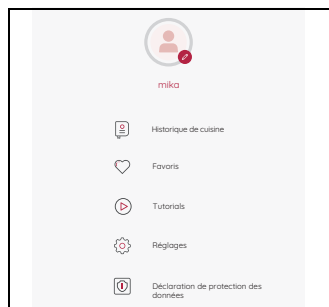 mika
Historique de cuisine
Favoris
Tutorials
Réglages
Déclaration de protection des
données